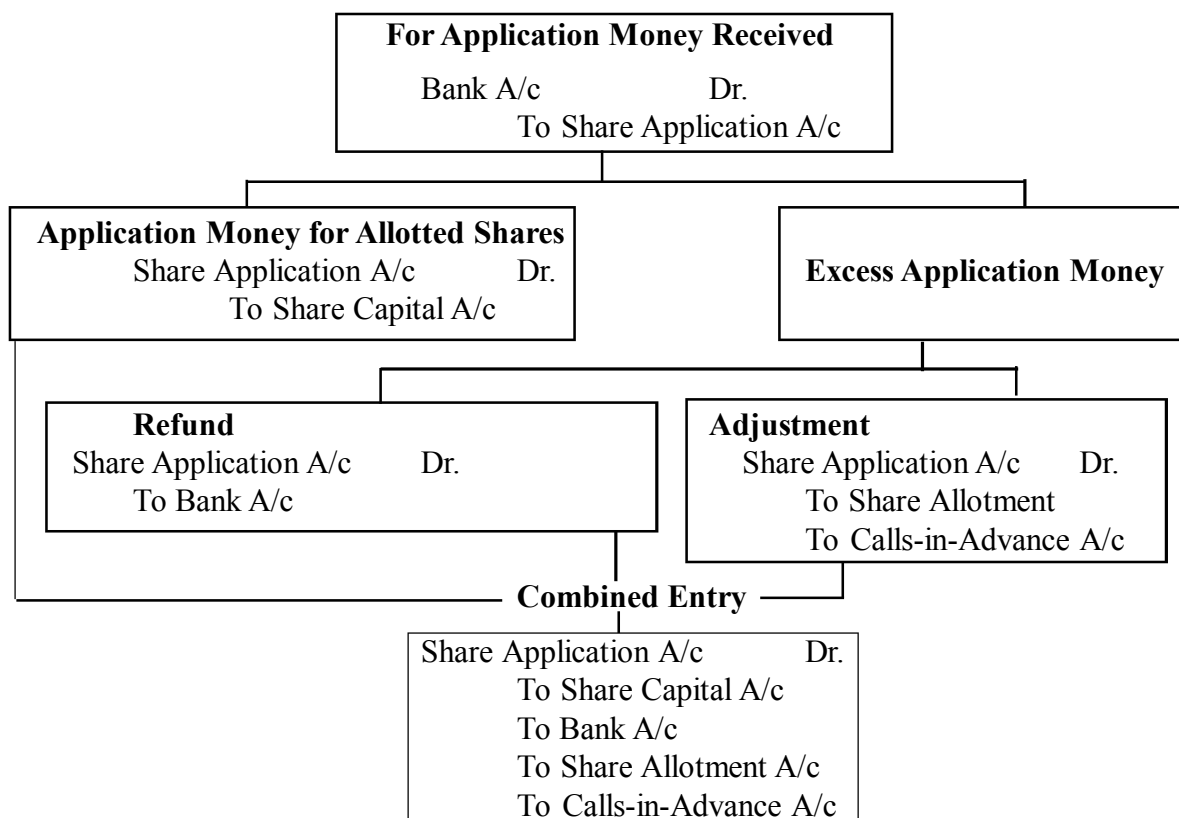 For Application Money Received
Bank A/c Dr.
To Share Application A/c
Application Money for Allotted Shares
Share Application A/c Dr.
To Share Capital A/c
Excess Application Money
Refund
Share Application A/c Dr.
To Bank A/c
Adjustment
Share Application A/c Dr.
To Share Allotment
To Calls-in-Advance A/c
Combined Entry
Share Application A/c Dr.
To Share Capital A/c
To Bank A/c
To Share Allotment A/c
To Calls-in-Advance A/c